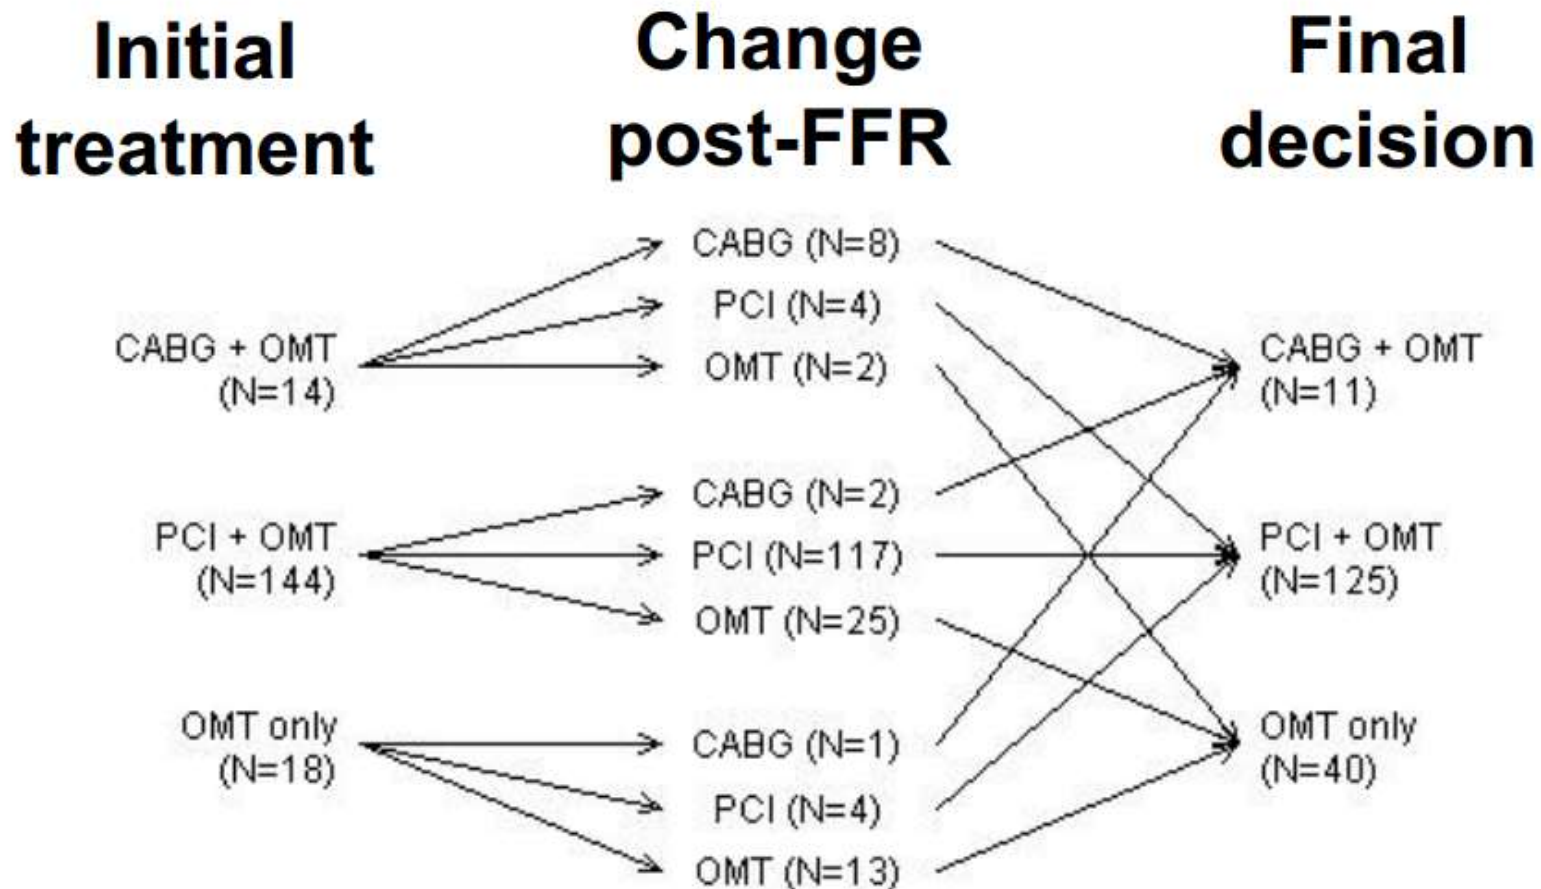 Initial
treatment
Change
post-FFR
Final
decision
CABG + OMT
(N=14)
PCI + OMT
(N=144)
OMT only
(N=18)
CABG (N=8)
PCI (N=4)
OMT (N=2)
CABG (N=2)
PCI (N=117)
OMT (N=25)
CABG (N=1)
PCI (N=4)
OMT (N=13)
CABG + OMT
(N=11)
PCI + OMT
(N=125)
OMT only
(N=40)